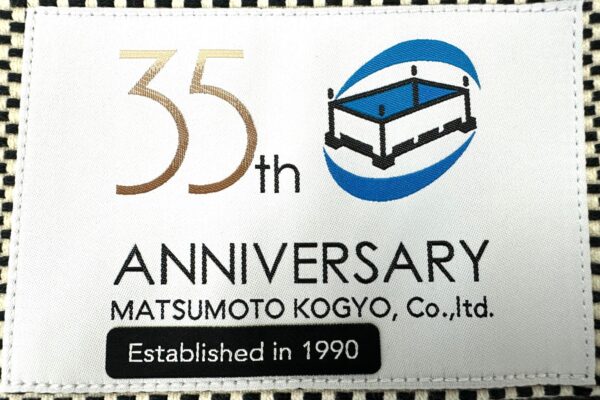 35th
ANNIVERSARY
MATSUMOTO KOGYO, Co.,ltd.
Established in 1990